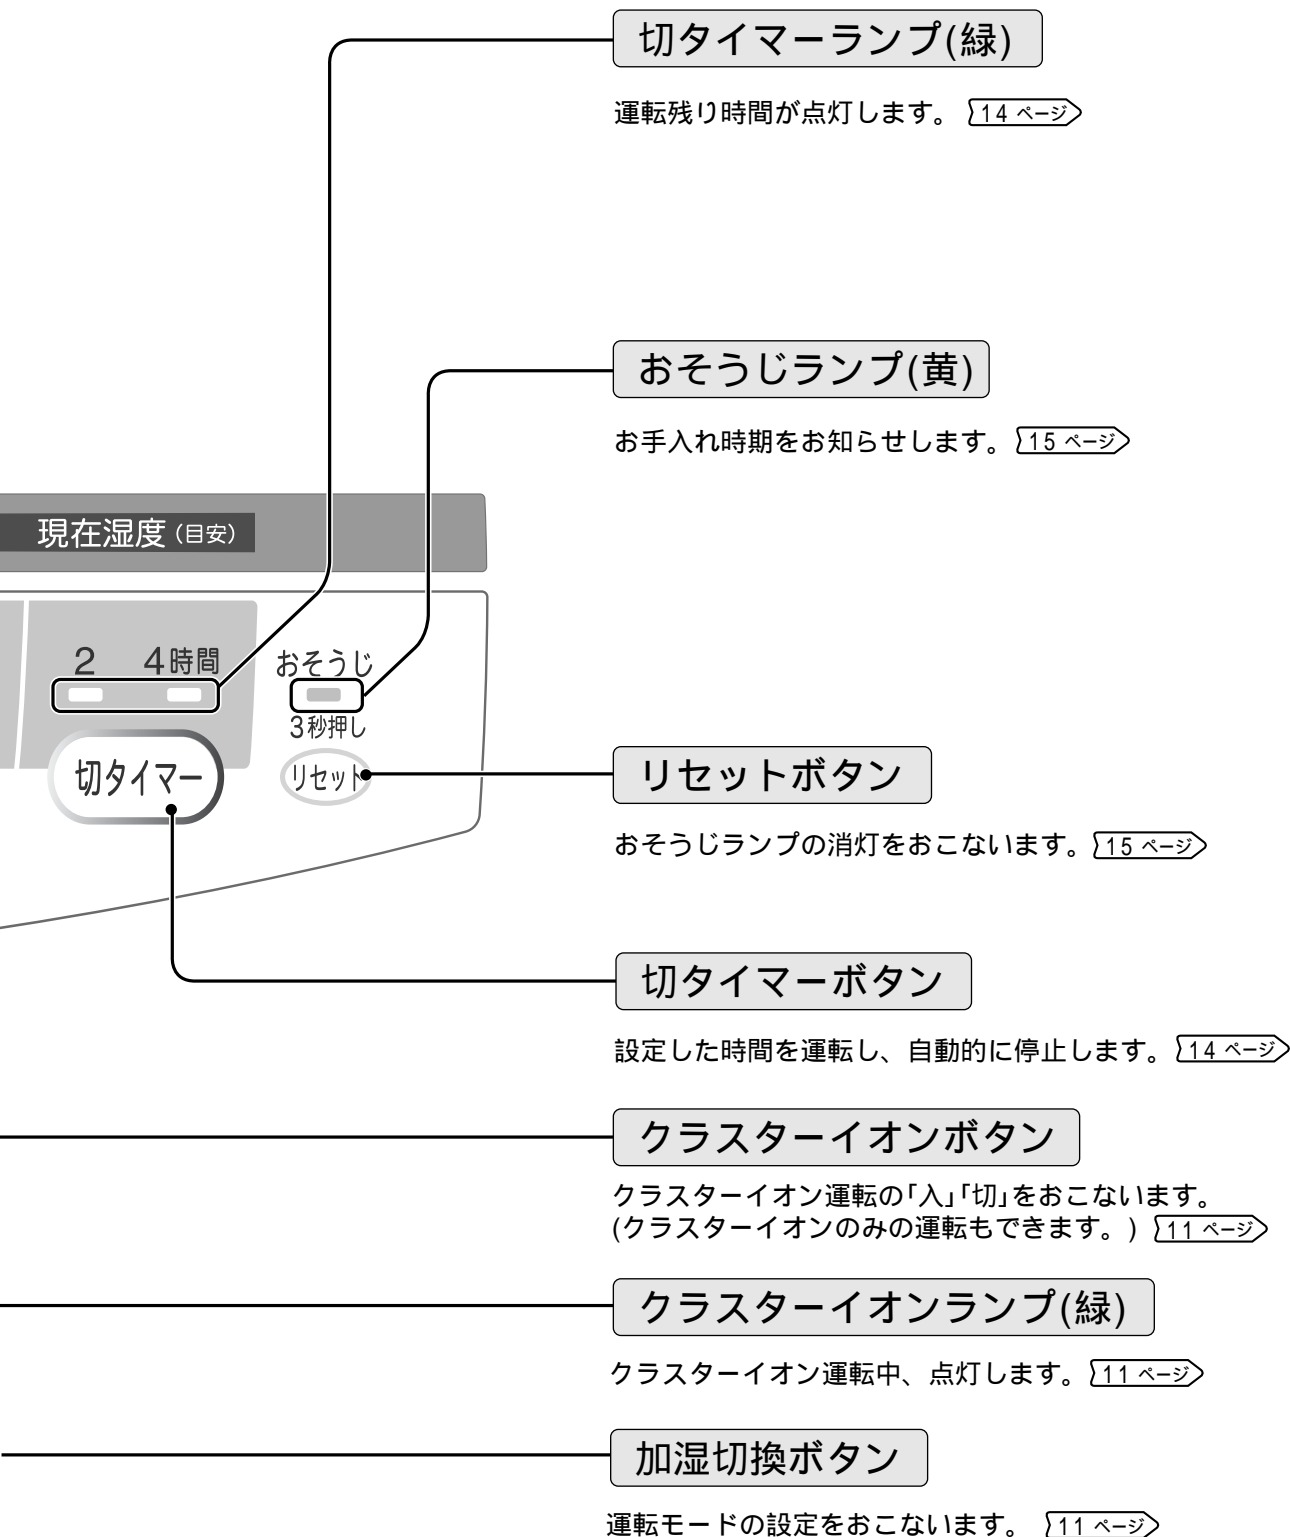 切タイマーランプ(緑)
運転残り時間が点灯します。 14 ページ
おそうじランプ(黄)
お手入れ時期をお知らせします。 15 ページ
現在湿度(目安)
2 4時間
おそうじ
3秒押し
切タイマー
リセット
リセットボタン
おそうじランプの消灯をおこないます。 15 ページ
切タイマーボタン
設定した時間を運転し、自動的に停止します。 14 ページ
クラスターイオンボタン
クラスターイオン運転の「入」「切」をおこないます。
(クラスターイオンのみの運転もできます。) 11 ページ
クラスターイオンランプ(緑)
クラスターイオン運転中、点灯します。 11 ページ
加湿切換ボタン
運転モードの設定をおこないます。 11 ページ